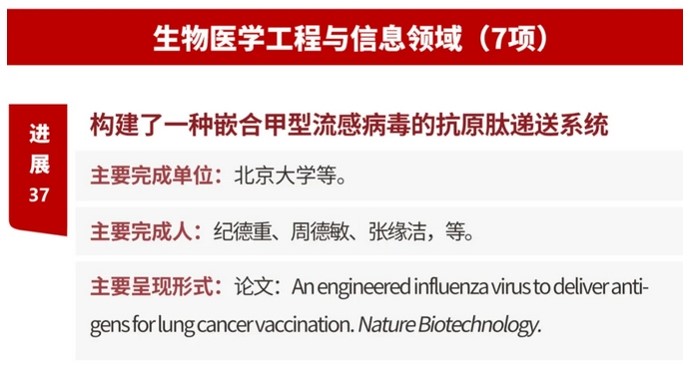 生物医学工程与信息领域（7项）
进展37
构建了一种嵌合甲型流感病毒的抗原肽递送系统
主要完成单位：北京大学等。
主要完成人：纪德重、周德敏、张缘洁，等。
主要呈现形式：论文：An engineered influenza virus to deliver anti-
gens for lung cancer vaccination. Nature Biotechnology.